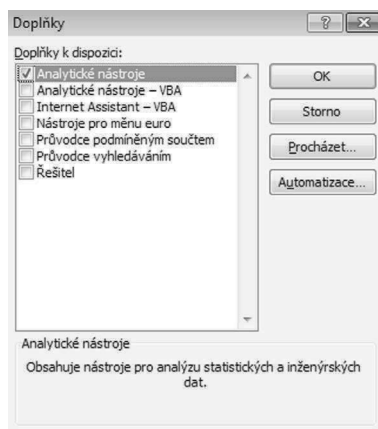 Doplňky
Doplňky k dispozici:
Analytické nástroje
Analytické nástroje – VBA
Internet Assistant – VBA
Nástroje pro měnu euro
Průvodce podmíněným součtem
Průvodce vyhledáváním
Řešitel
OK
Storno
Procházet...
Automatizace...
Analytické nástroje
Obsahuje nástroje pro analýzu statistických a inženýrských
dat.